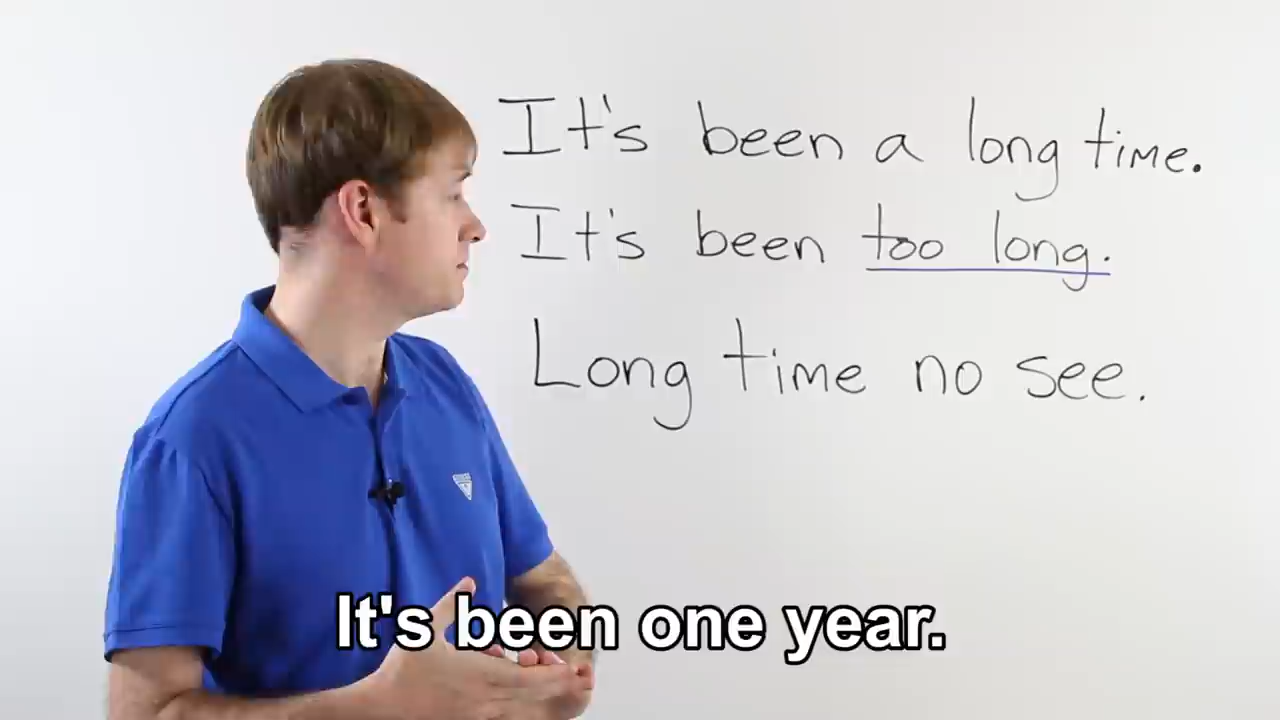 It's been a long time.
It's been too long.
Long time no see.
It's been one year.